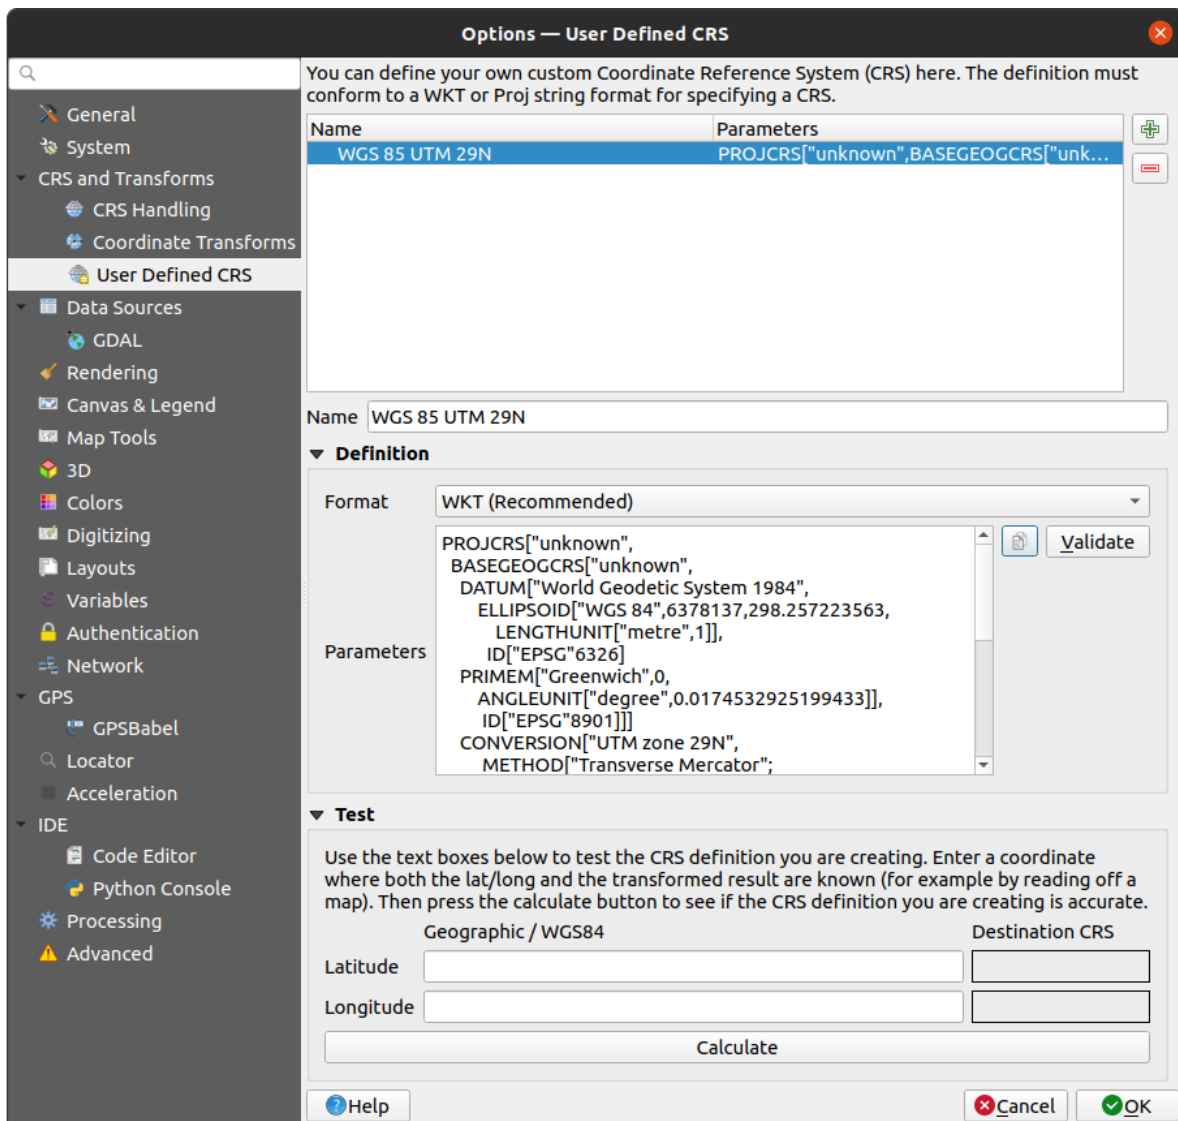 Options — User Defined CRS
General
System
CRS and Transforms
CRS Handling
Coordinate Transforms
User Defined CRS
Data Sources
GDAL
Rendering
Canvas & Legend
Map Tools
3D
Colors
Digitizing
Layouts
Variables
Authentication
Network
GPS
GPSBabel
Locator
Acceleration
IDE
Code Editor
Python Console
Processing
Advanced
You can define your own custom Coordinate Reference System (CRS) here. The definition must
conform to a WKT or Proj string format for specifying a CRS.
Name Parameters
WGS 85 UTM 29N PROJCRS["unknown",BASEGEOGCRS["unk...
Name WGS 85 UTM 29N
Definition
Format WKT (Recommended)
Parameters
PROJCRS["unknown",
BASEGEOGCRS["unknown",
DATUM["World Geodetic System 1984",
ELLIPSOID["WGS 84",6378137,298.257223563,
LENGTHUNIT["metre",1]],
ID["EPSG"6326]
PRIMEM["Greenwich",0,
ANGLEUNIT["degree",0.0174532925199433]],
ID["EPSG"8901]]]
CONVERSION["UTM zone 29N",
METHOD["Transverse Mercator";
Validate
Test
Use the text boxes below to test the CRS definition you are creating. Enter a coordinate
where both the lat/long and the transformed result are known (for example by reading off a
map). Then press the calculate button to see if the CRS definition you are creating is accurate.
Geographic / WGS84 Destination CRS
Latitude
Longitude
Calculate
Help Cancel OK